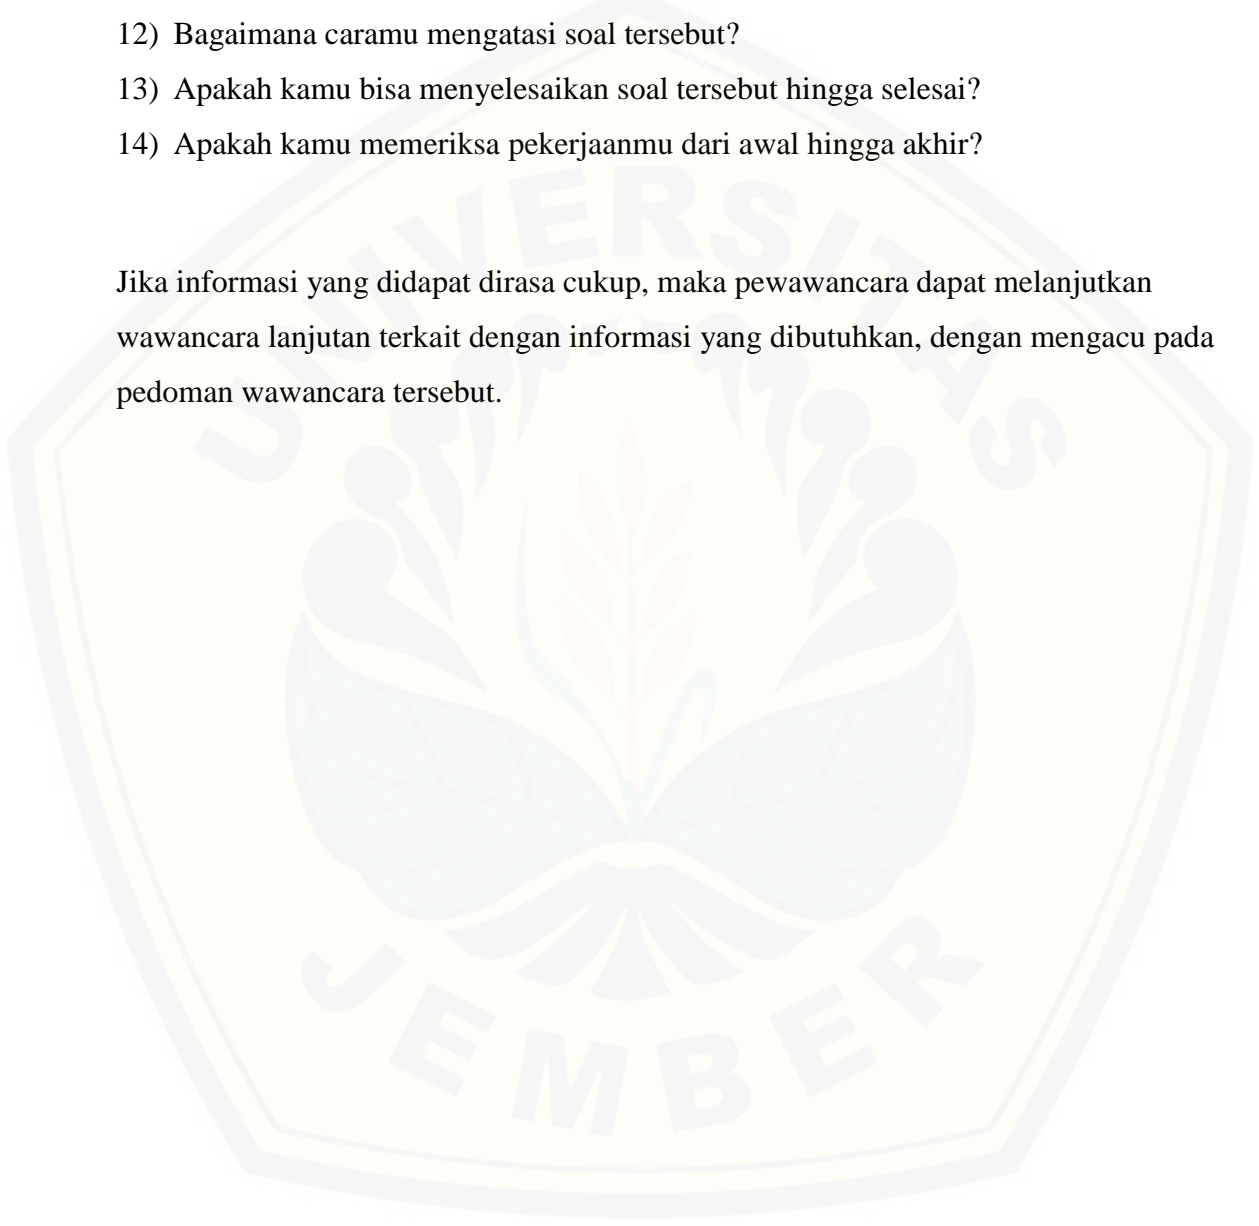 12) Bagaimana caramu mengatasi soal tersebut?
13) Apakah kamu bisa menyelesaikan soal tersebut hingga selesai?
14) Apakah kamu memeriksa pekerjaanmu dari awal hingga akhir?
Jika informasi yang didapat dirasa cukup, maka pewawancara dapat melanjutkan
wawancara lanjutan terkait dengan informasi yang dibutuhkan, dengan mengacu pada
pedoman wawancara tersebut.
UNIVERSITAS
JEMBER